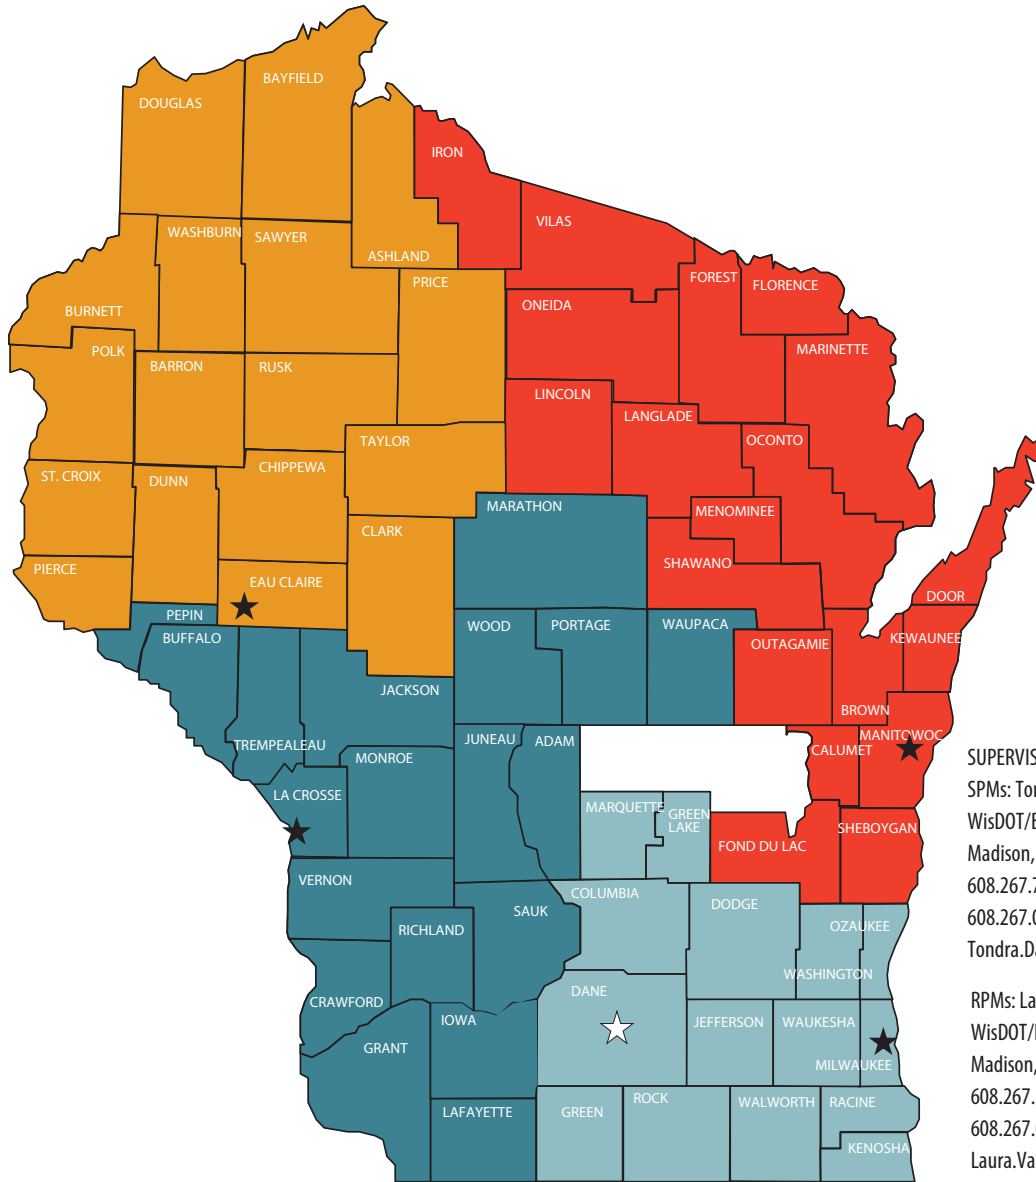 BAYFIELD
DOUGLAS
IRON
VILAS
WASHBURN
SAWYER
ASHLAND
PRICE
FOREST
FLORENCE
ONEIDA
BURNETT
POLK
BARRON
RUSK
MARINETTE
LINCOLN
LANGLADE
TAYLOR
OCONTO
ST. CROIX
DUNN
CHIPPEWA
MARATHON
MENOMINEE
CLARK
SHAWANO
PIERCE
EAU CLAIRE
DOOR
PEPIN
BUFFALO
WOOD
PORTAGE
WAUPACA
OUTAGAMIE
KEWAUNEE
JACKSON
BROWN
TREMPEALEAU
MONROE
JUNEAU
ADAM
CALUMET
MANITOWOC
LA CROSSE
MARQUETTE
GREEN
LAKE
SHEBOYGAN
FOND DU LAC
VERNON
SAUK
COLUMBIA
DODGE
RICHLAND
OZAUKEE
WASHINGTON
CRAWFORD
IOWA
DANE
JEFFERSON
WAUKESHA
GRANT
MILWAUKEE
LAFAYETTE
GREEN
ROCK
WALWORTH
RACINE
KENOSHA
SUPERVIS
SPMs: Tor
WisDOT/B
Madison,
608.267.7
608.267.0
Tondra.Da
RPMs: La
WisDOT/
Madison,
608.267.
608.267.
Laura.Va